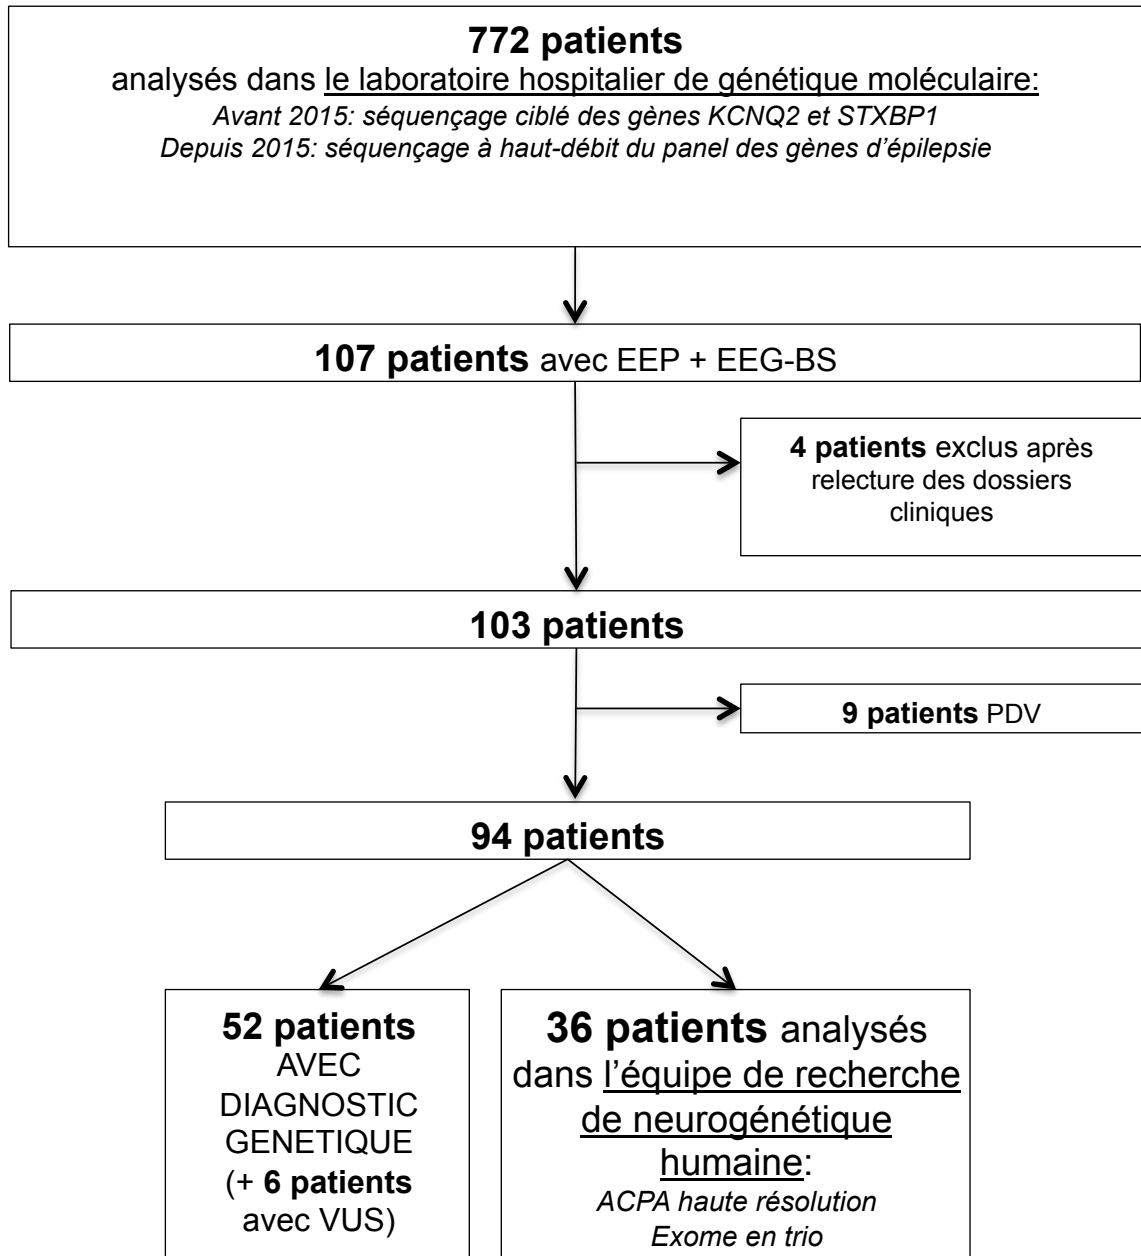 772 patients
analysés dans le laboratoire hospitalier de génétique moléculaire:
Avant 2015: séquençage ciblé des gènes KCNQ2 et STXBP1
Depuis 2015: séquençage à haut-débit du panel des gènes d’épilepsie
107 patients avec EEP + EEG-BS
4 patients exclus après
relecture des dossiers
cliniques
103 patients
9 patients PDV
94 patients
52 patients
AVEC
DIAGNOSTIC
GENETIQUE
(+ 6 patients
avec VUS)
36 patients analysés
dans l’équipe de recherche
de neurogénétique
humaine:
ACPA haute résolution
Exome en trio